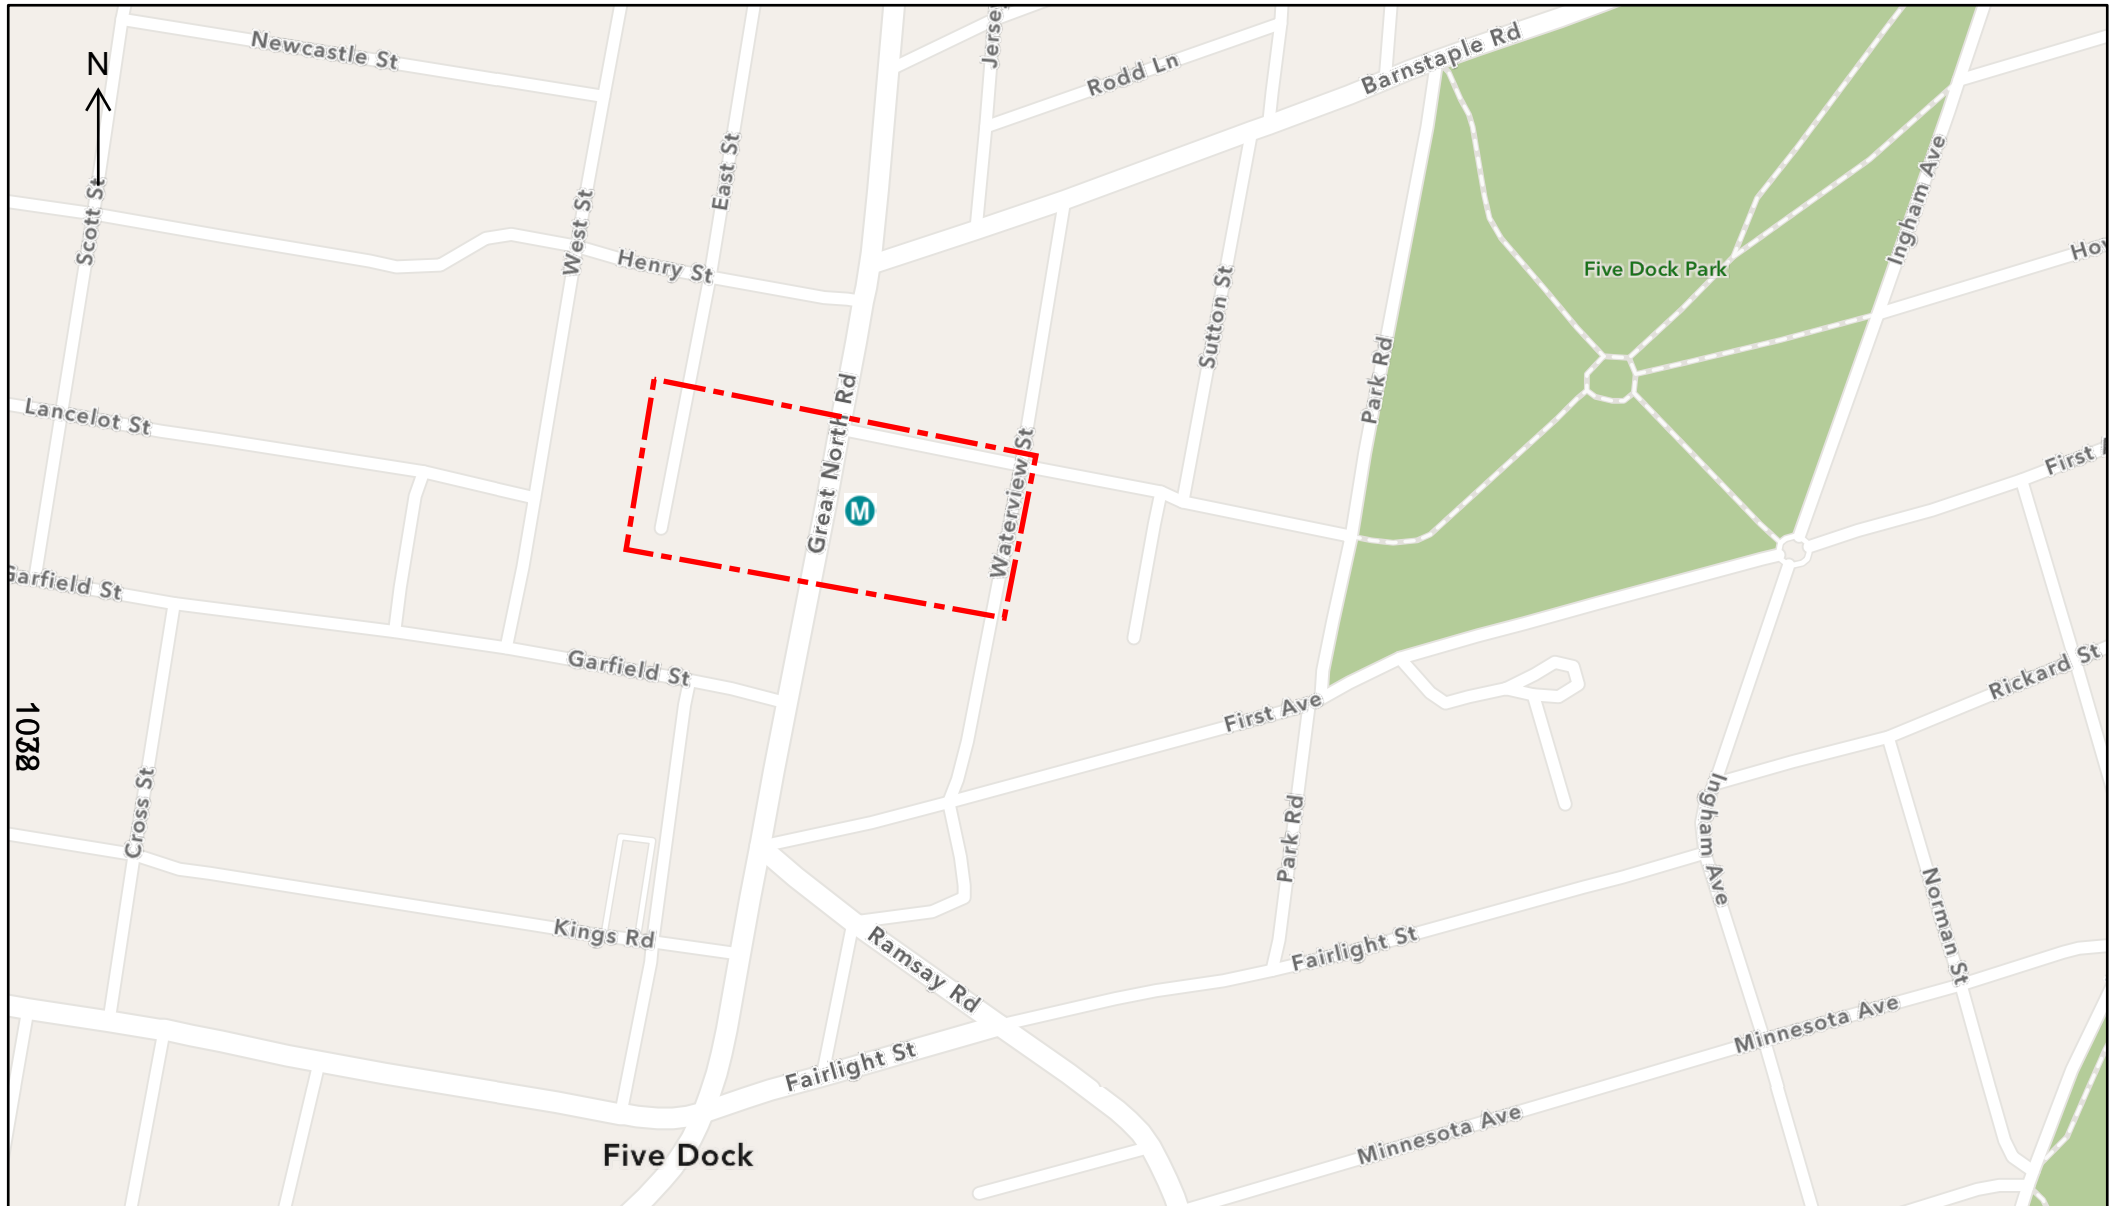 Newcastle St
N
Scott St
West St
East St
Henry St
Jersey
Rodd Ln
Barnstaple Rd
Sutton St
Park Rd
Five Dock Park
Ingham Ave
First
Lancelot St
Great North Rd
M
Waterview St
Garfield St
Garfield St
First Ave
Rickard St
Cross St
Park Rd
Ingham Ave
Kings Rd
Ramsay Rd
Fairlight St
Norman St
Fairlight St
Minnesota Ave
Minnesota Ave
Five Dock